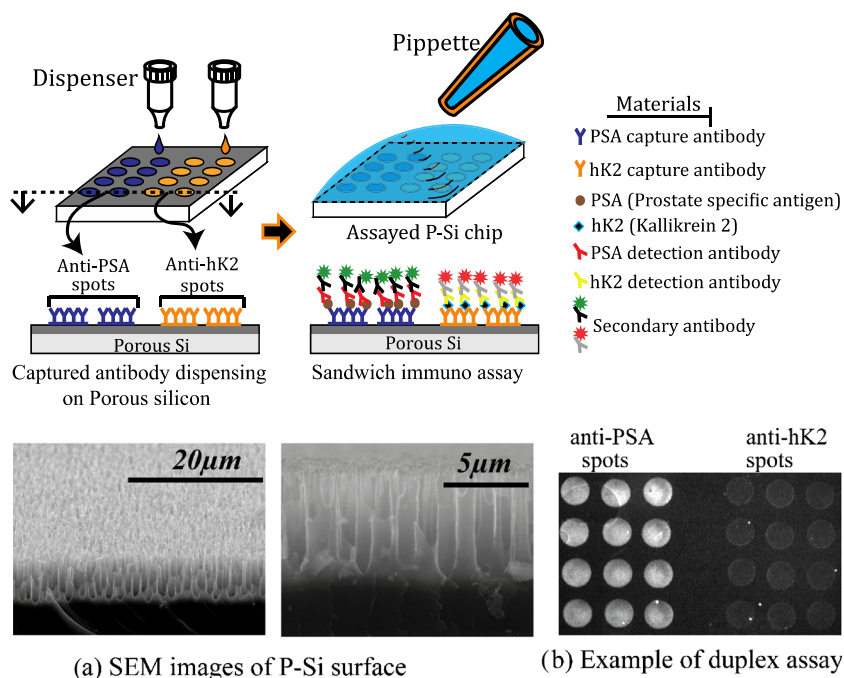 Dispenser
Pippette
Assayed P-Si chip
Anti-PSA
spots
Anti-hK2
spots
Porous Si
Captured antibody dispensing
on Porous silicon
Porous Si
Sandwich immuno assay
Materials
PSA capture antibody
hK2 capture antibody
PSA (Prostate specific antigen)
hK2 (Kallikrein 2)
PSA detection antibody
hK2 detection antibody
Secondary antibody
20µm
5µm
(a) SEM images of P-Si surface
anti-PSA
spots
anti-hK2
spots
(b) Example of duplex assay